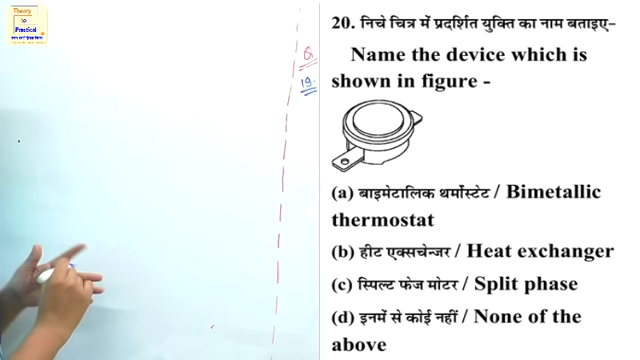 Theory
to
Practical
Q
19.
20. निचे चित्र में प्रदर्शित युक्ति का नाम बताइए-
Name the device which is
shown in figure -
(a) बाइमेटालिक थर्मोस्टेट / Bimetallic
thermostat
(b) हीट एक्सचेन्जर / Heat exchanger
(c) स्पिल्ट फेज मोटर / Split phase
(d) इनमें से कोई नहीं / None of the
above